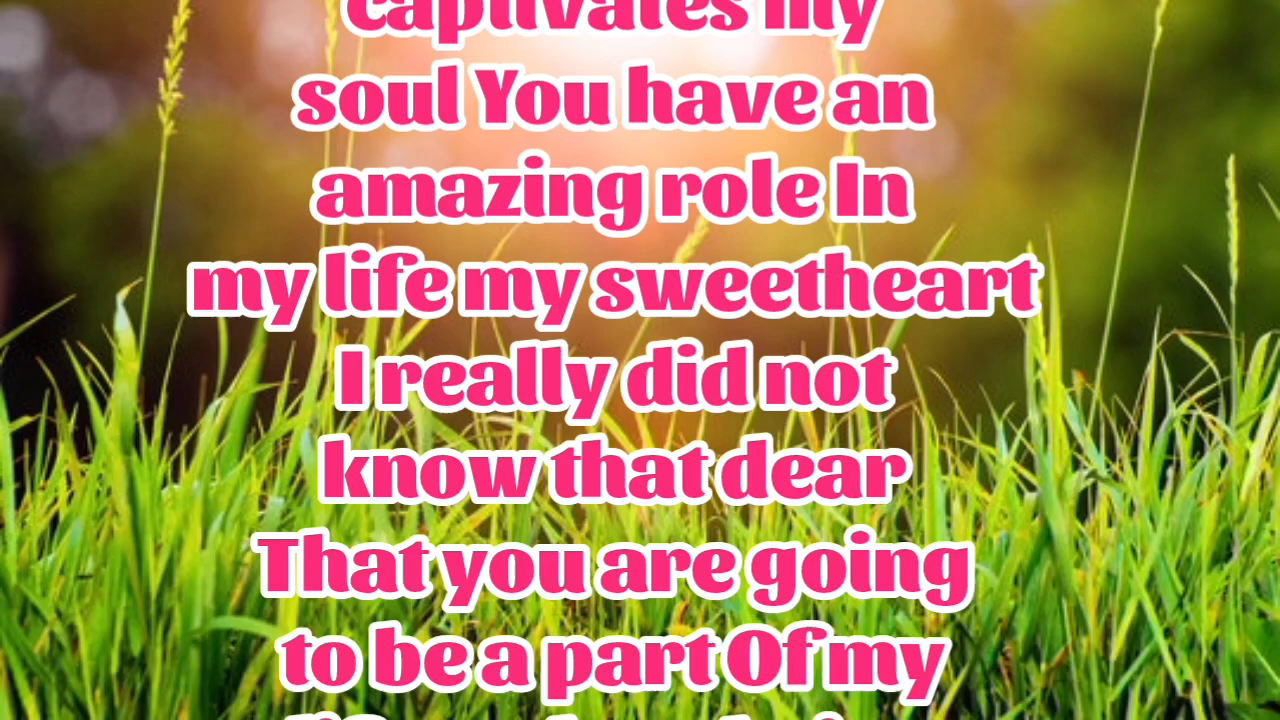 captivates my
soul You have an
amazing role In
my life my sweetheart
I really did not
know that dear
That you are going
to be a part Of my